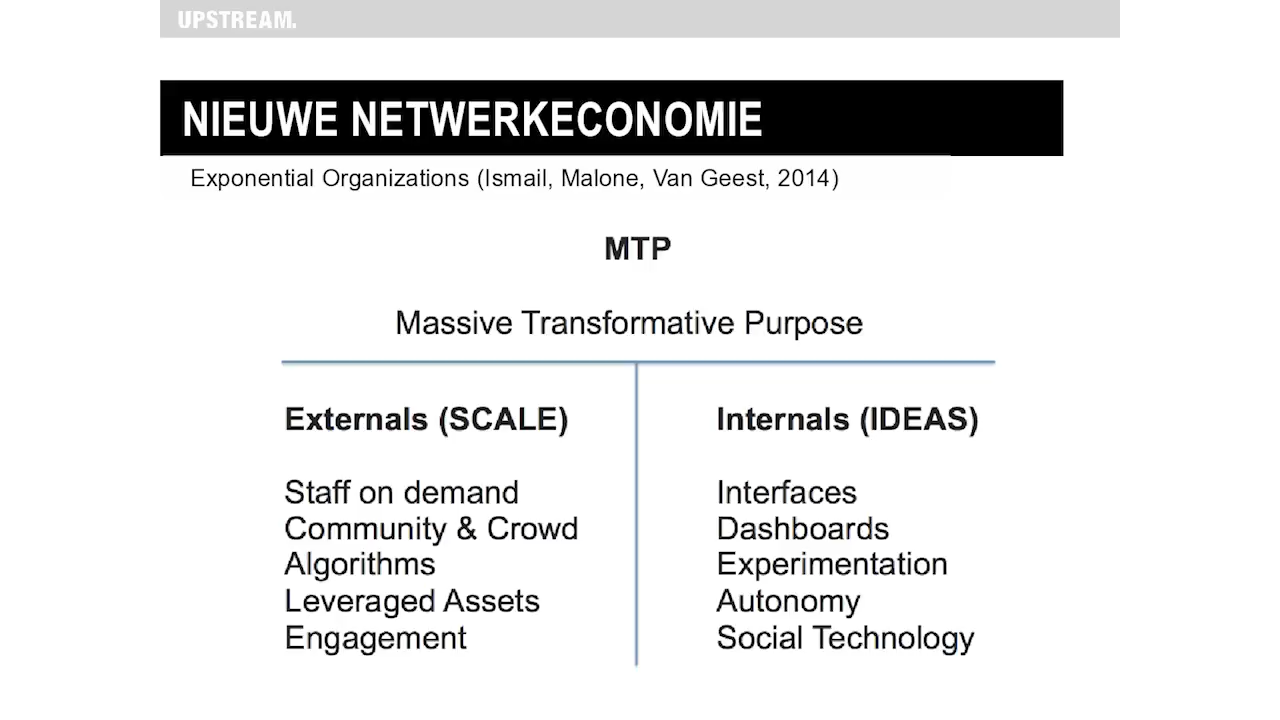 UPSTREAM.
NIEUWE NETWERKECONOMIE
Exponential Organizations (Ismail, Malone, Van Geest, 2014)
MTP
Massive Transformative Purpose
Externals (SCALE)
Staff on demand
Community & Crowd
Algorithms
Leveraged Assets
Engagement
Internals (IDEAS)
Interfaces
Dashboards
Experimentation
Autonomy
Social Technology